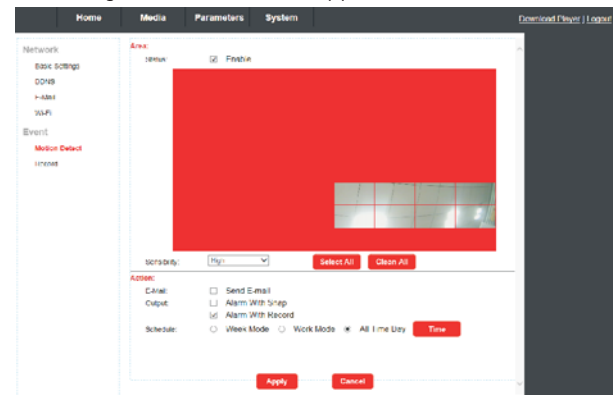 Home Media Parameters System Download Player | Logout
Network
Basic Settings
DDNS
E-Mail
Wi-Fi
Event
Motion Detect
Record
Area:
Status: Enable
Sensibility: High Select All Clean All
Action:
E-Mail: Send E-mail
Output: Alarm With Snap
Alarm With Record
Schedule: Week Mode Work Mode All Time Day Time
Apply Cancel